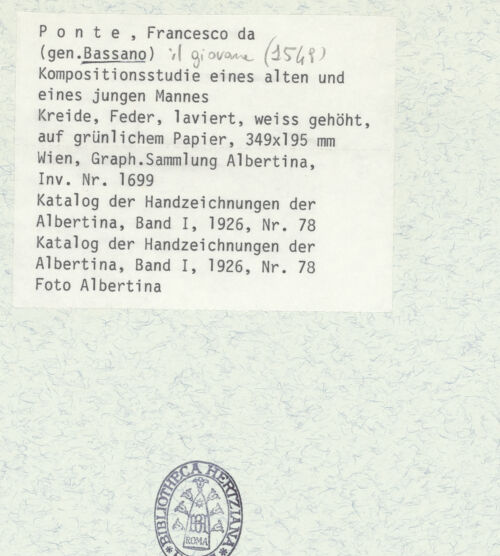 P o n t e , Francesco da
(gen.Bassano) il giovane (1548)
Kompositionsstudie eines alten und
eines jungen Mannes
Kreide, Feder, laviert, weiss gehöht,
auf grünlichem Papier, 349x195 mm
Wien, Graph.Sammlung Albertina,
Inv. Nr. 1699
Katalog der Handzeichnungen der
Albertina, Band I, 1926, Nr. 78
Katalog der Handzeichnungen der
Albertina, Band I, 1926, Nr. 78
Foto Albertina
BIBLIOTHECA HERTZIANA
ROMA